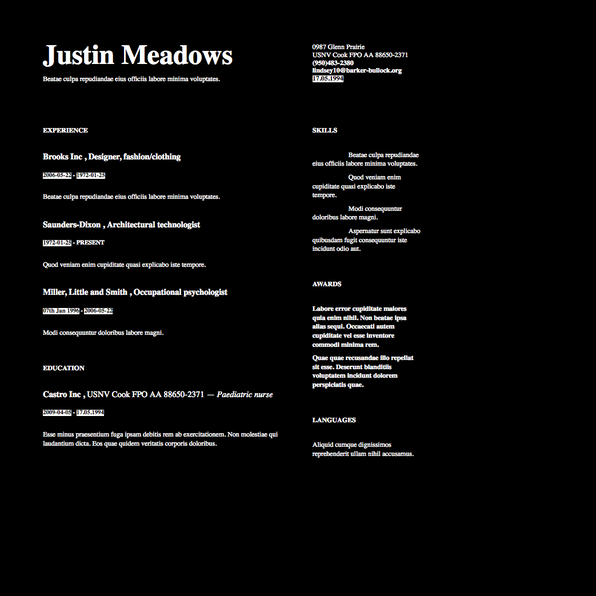 Justin Meadows
Beatae culpa repudiandae eius officiis labore minima voluptates.
0987 Glenn Prairie
USNV Cook FPO AA 88650-2371
(950)483-2380
lindsey10@barker-bullock.org
17.05.1994
EXPERIENCE
Brooks Inc , Designer, fashion/clothing
2006-05-22 - 1972-01-25
Beatae culpa repudiandae eius officiis labore minima voluptates.
Saunders-Dixon , Architectural technologist
1972-01-25 - PRESENT
Quod veniam enim cupiditate quasi explicabo iste tempore.
Miller, Little and Smith , Occupational psychologist
07th Jan 1996 - 2006-05-22
Modi consequuntur doloribus labore magni.
EDUCATION
Castro Inc , USNV Cook FPO AA 88650-2371 — Paediatric nurse
2009-04-02 - 17.05.1994
Esse minus praesentium fuga ipsam debitis rem ab exercitationem. Non molestiae qui
laudantium dicta. Eos quae quidem veritatis corporis doloribus.
SKILLS
Beatae culpa repudiandae
eius officiis labore minima voluptates.
Quod veniam enim
cupiditate quasi explicabo iste
tempore.
Modi consequuntur
doloribus labore magni.
Aspernatur sunt explicabo
quibusdam fugit consequuntur iste
incidunt odio aut.
AWARDS
Labore error cupiditate maiores
quia enim nihil. Non beatae ipsa
alias sequi. Occaecati autem
cupiditate vel esse inventore
commodi minima rem.
Quae quae recusandae illo repellat
sit esse. Deserunt blanditiis
voluptatem incidunt dolorem
perspiciatis quae.
LANGUAGES
Aliquid cumque dignissimos
reprehenderit ullam nihil accusamus.